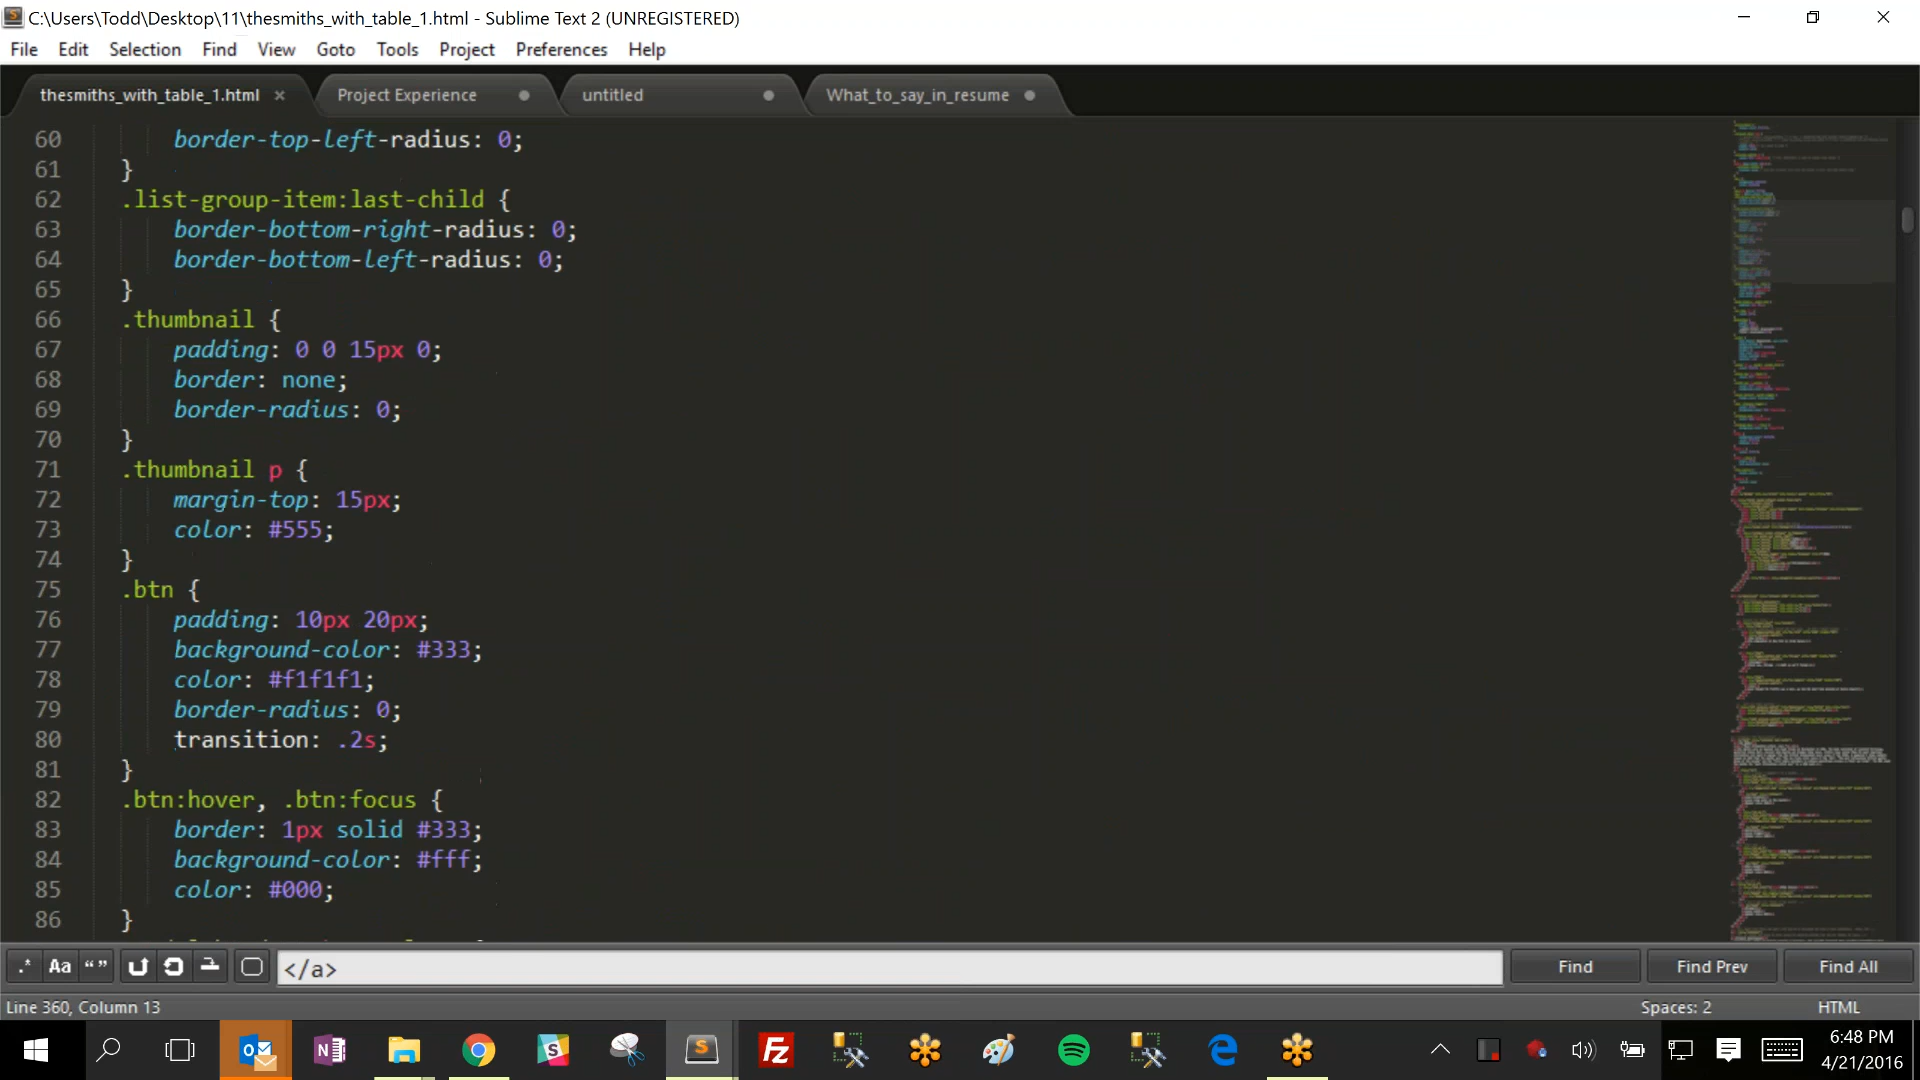 C:\Users\Todd\Desktop\11\thesmiths_with_table_1.html - Sublime Text 2 (UNREGISTERED)
File Edit Selection Find View Goto Tools Project Preferences Help
thesmiths_with_table_1.html × Project Experience untitled What_to_say_in_resume
60 border-top-left-radius: 0;
61 }
62 .list-group-item:last-child {
63 border-bottom-right-radius: 0;
64 border-bottom-left-radius: 0;
65 }
66 .thumbnail {
67 padding: 0 0 15px 0;
68 border: none;
69 border-radius: 0;
70 }
71 .thumbnail p {
72 margin-top: 15px;
73 color: #555;
74 }
75 .btn {
76 padding: 10px 20px;
77 background-color: #333;
78 color: #f1f1f1;
79 border-radius: 0;
80 transition: .2s;
81 }
82 .btn:hover, .btn:focus {
83 border: 1px solid #333;
84 background-color: #fff;
85 color: #000;
86 }
.* Aa “ ” </a> Find Find Prev Find All
Line 360, Column 13 Spaces: 2 HTML
6:48 PM
4/21/2016